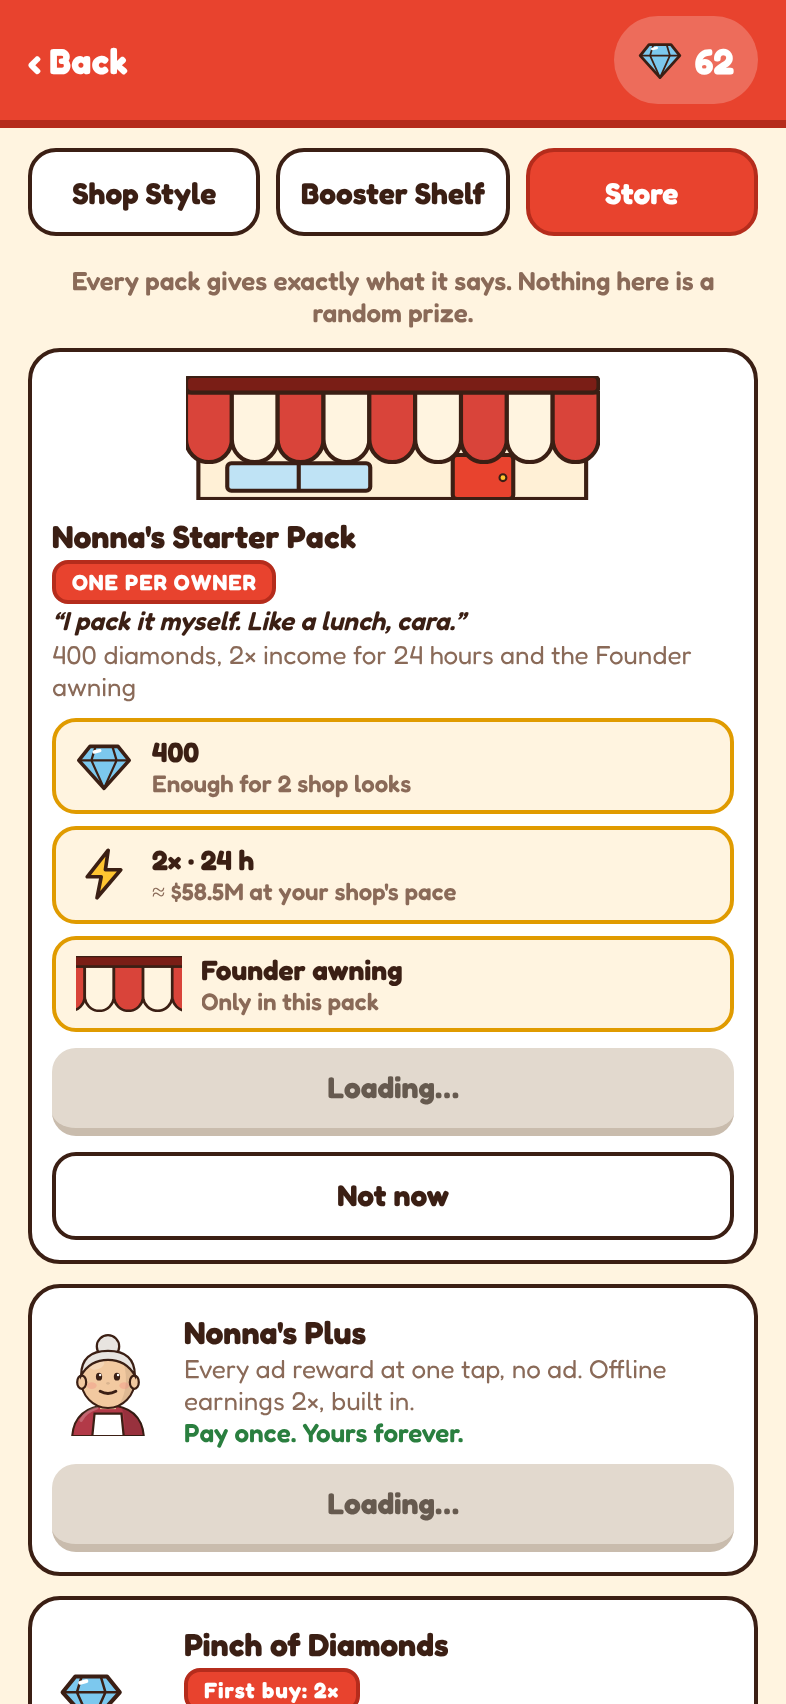 ‹ Back
62
Shop Style
Booster Shelf
Store
Every pack gives exactly what it says. Nothing here is a
random prize.
Nonna's Starter Pack
ONE PER OWNER
“I pack it myself. Like a lunch, cara.”
400 diamonds, 2× income for 24 hours and the Founder
awning
400
Enough for 2 shop looks
2× · 24 h
≈ $58.5M at your shop's pace
Founder awning
Only in this pack
Loading...
Not now
Nonna's Plus
Every ad reward at one tap, no ad. Offline
earnings 2×, built in.
Pay once. Yours forever.
Loading...
Pinch of Diamonds
First buy: 2×